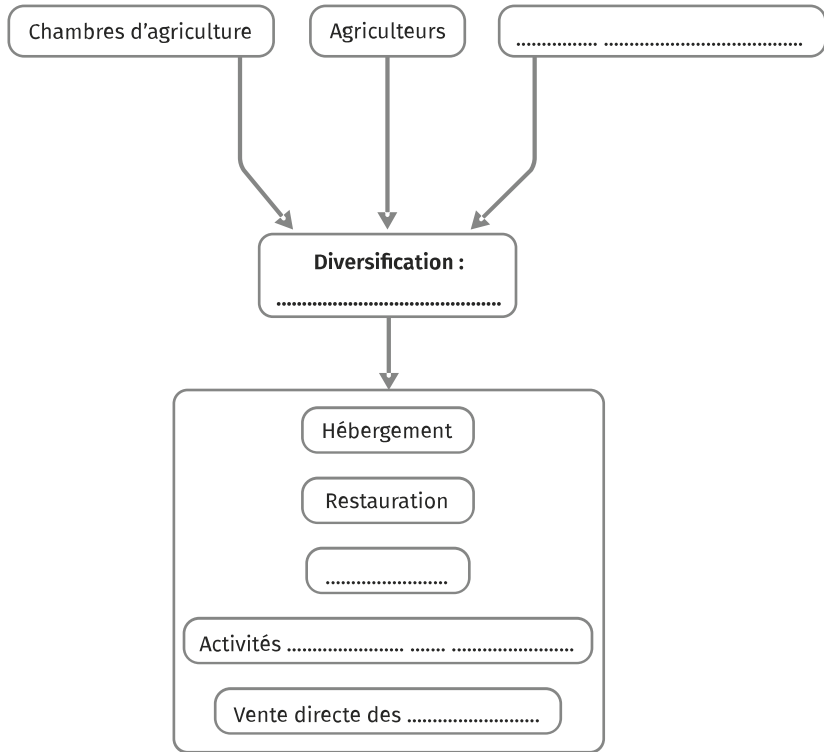 Chambres d’agriculture
Agriculteurs
................ ........................................
Diversification :
.............................................
Hébergement
Restauration
........................
Activités ....................... ....... ........................
Vente directe des ..........................